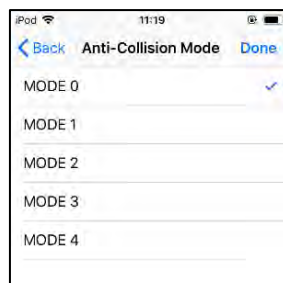 iPod 11:19
Back Anti-Collision Mode Done
MODE 0
MODE 1
MODE 2
MODE 3
MODE 4